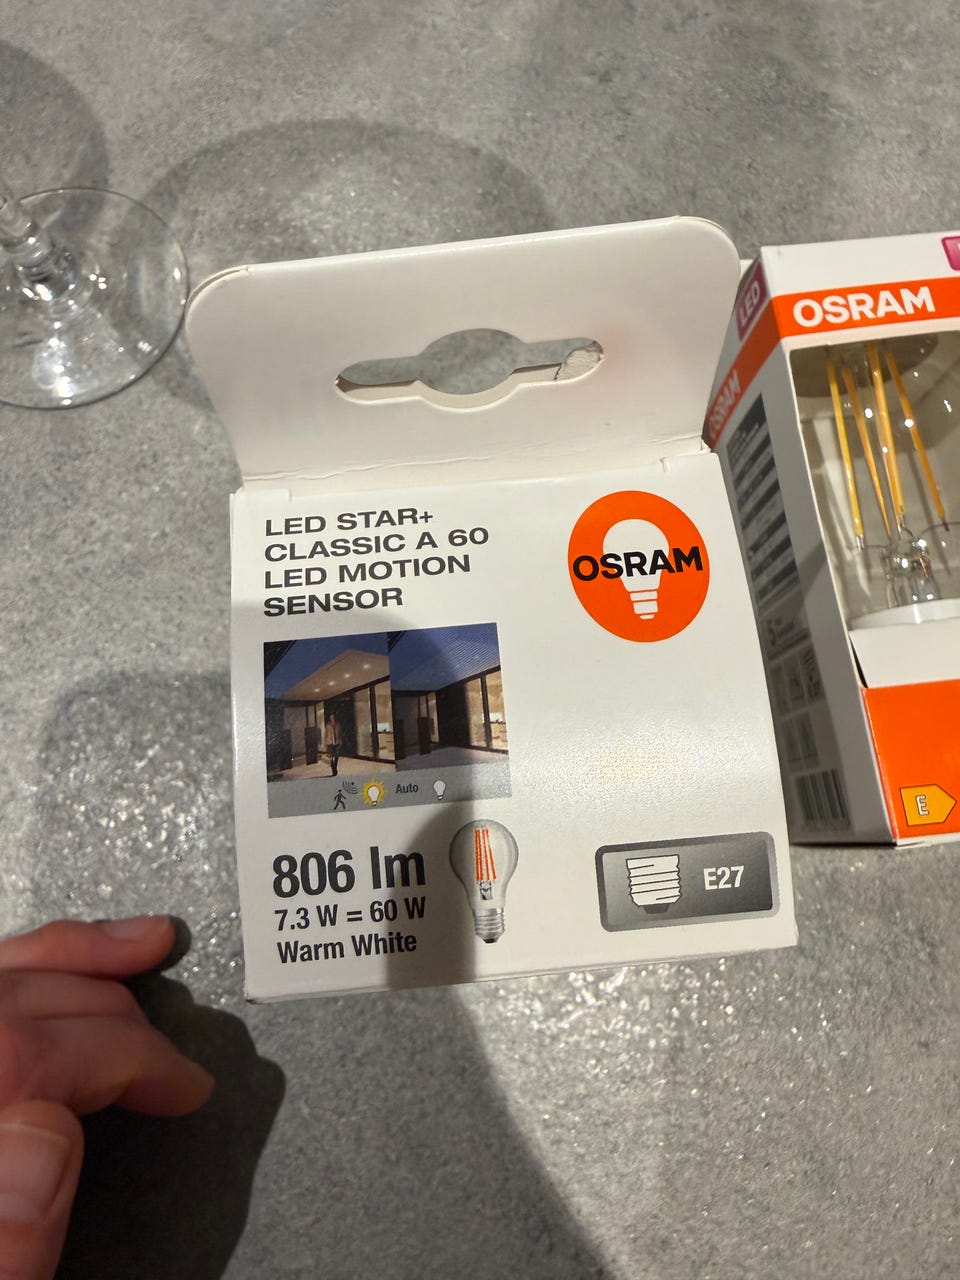 LED STAR+
CLASSIC A 60
LED MOTION
SENSOR
OSRAM
Auto
806 lm
7.3 W = 60 W
Warm White
E27
LED
OSRAM
OSRAM
E